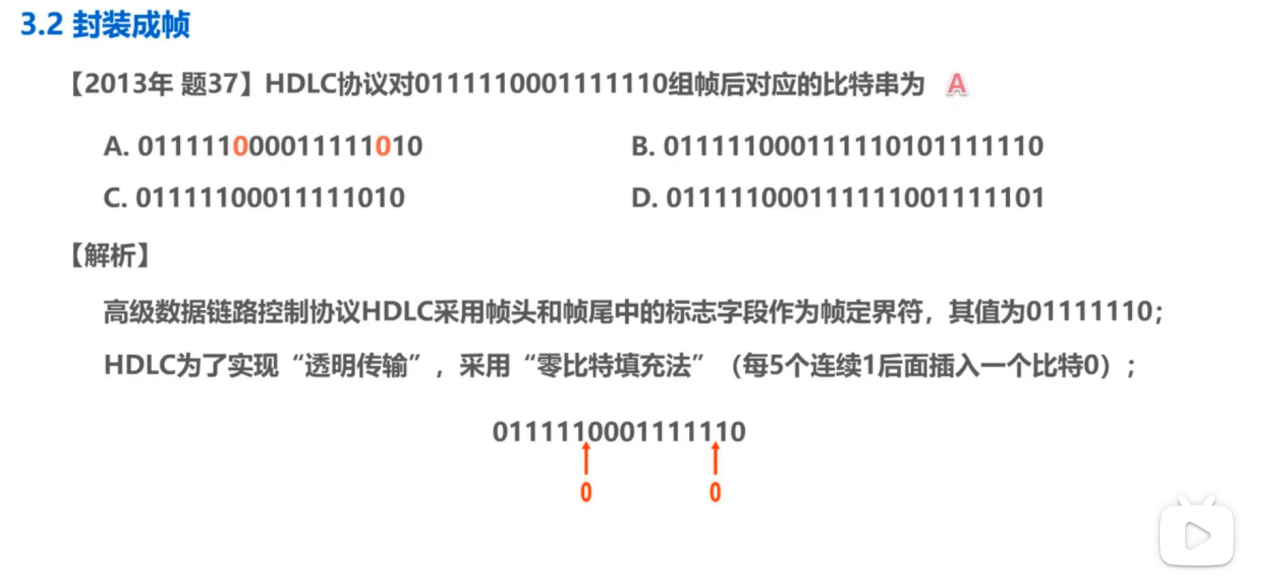 3.2 封装成帧
【2013年 题37】HDLC协议对0111110001111110组帧后对应的比特串为 A
A. 011111000011111010 B. 011111000111110101111110
C. 01111100011111010 D. 011111000111111001111101
【解析】
高级数据链路控制协议HDLC采用帧头和帧尾中的标志字段作为帧定界符，其值为01111110；
HDLC为了实现“透明传输”，采用“零比特填充法”（每5个连续1后面插入一个比特0）；
0111110001111110
0 0